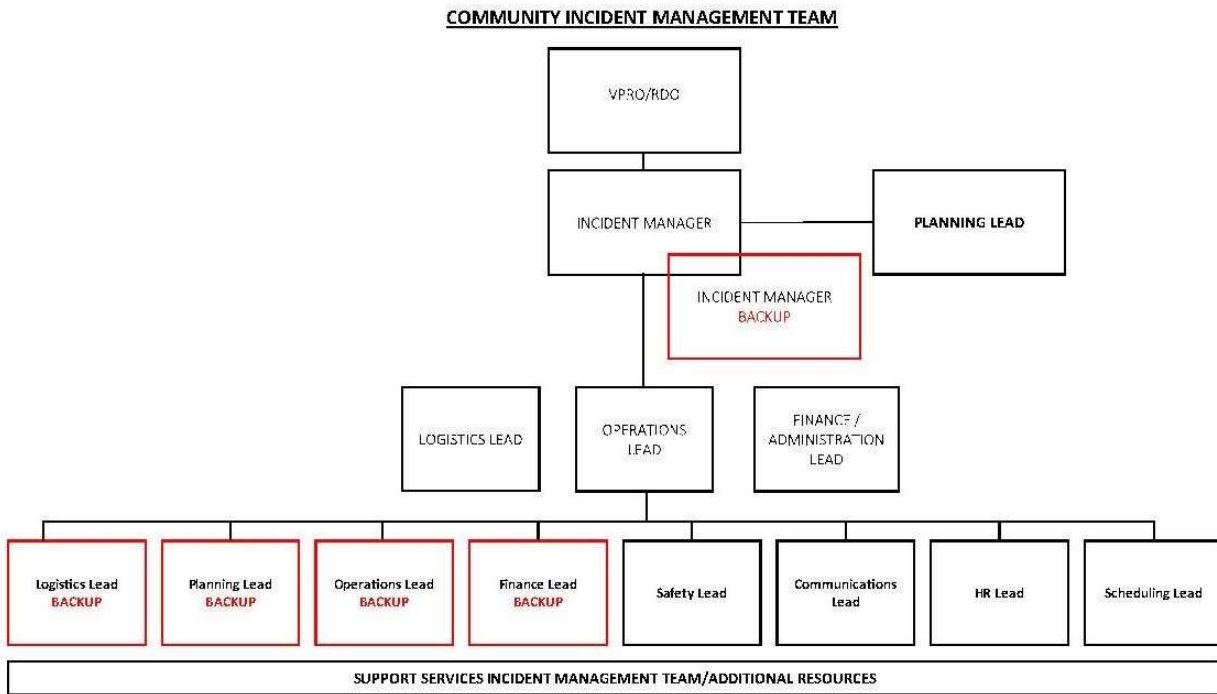 COMMUNITY INCIDENT MANAGEMENT TEAM
VPRO/RDO
INCIDENT MANAGER
PLANNING LEAD
INCIDENT MANAGER
BACKUP
LOGISTICS LEAD
OPERATIONS
LEAD
FINANCE /
ADMINISTRATION
LEAD
Logistics Lead
BACKUP
Planning Lead
BACKUP
Operations Lead
BACKUP
Finance Lead
BACKUP
Safety Lead
Communications
Lead
HR Lead
Scheduling Lead
SUPPORT SERVICES INCIDENT MANAGEMENT TEAM/ADDITIONAL RESOURCES